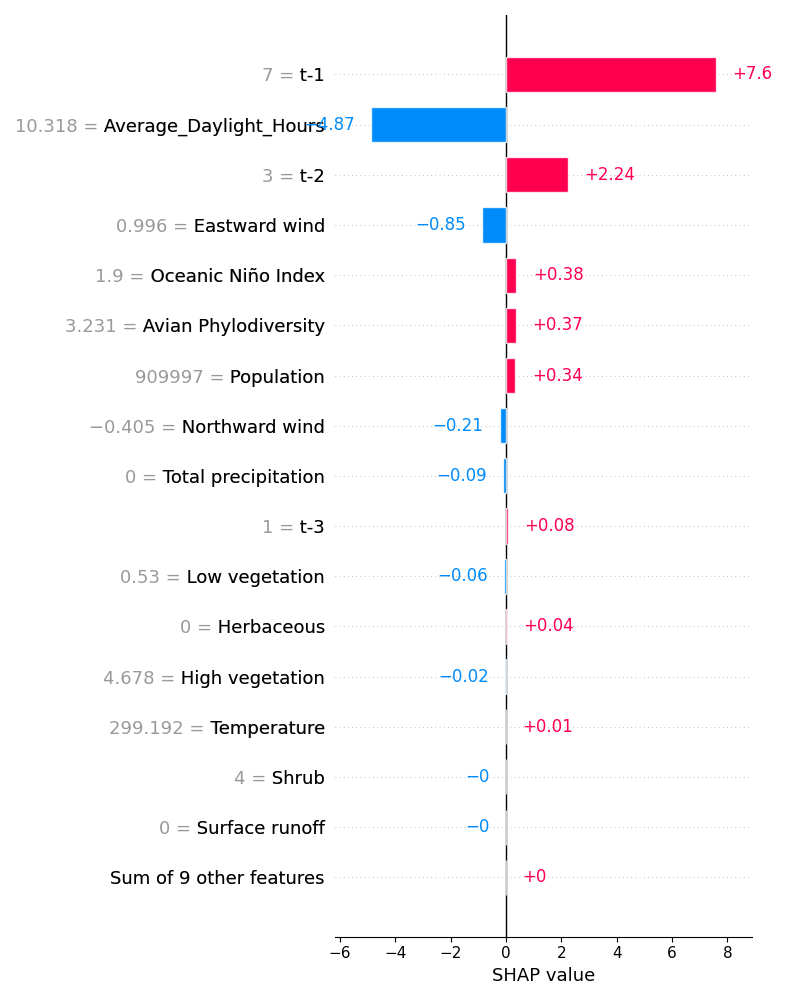 7 = t-1 +7.6
10.318 = Average_Daylight_Hours −4.87
3 = t-2 +2.24
0.996 = Eastward wind −0.85
1.9 = Oceanic Niño Index +0.38
3.231 = Avian Phylodiversity +0.37
909997 = Population +0.34
−0.405 = Northward wind −0.21
0 = Total precipitation −0.09
1 = t-3 +0.08
0.53 = Low vegetation −0.06
0 = Herbaceous +0.04
4.678 = High vegetation −0.02
299.192 = Temperature +0.01
4 = Shrub −0
0 = Surface runoff −0
Sum of 9 other features +0
−6 −4 −2 0 2 4 6 8
SHAP value